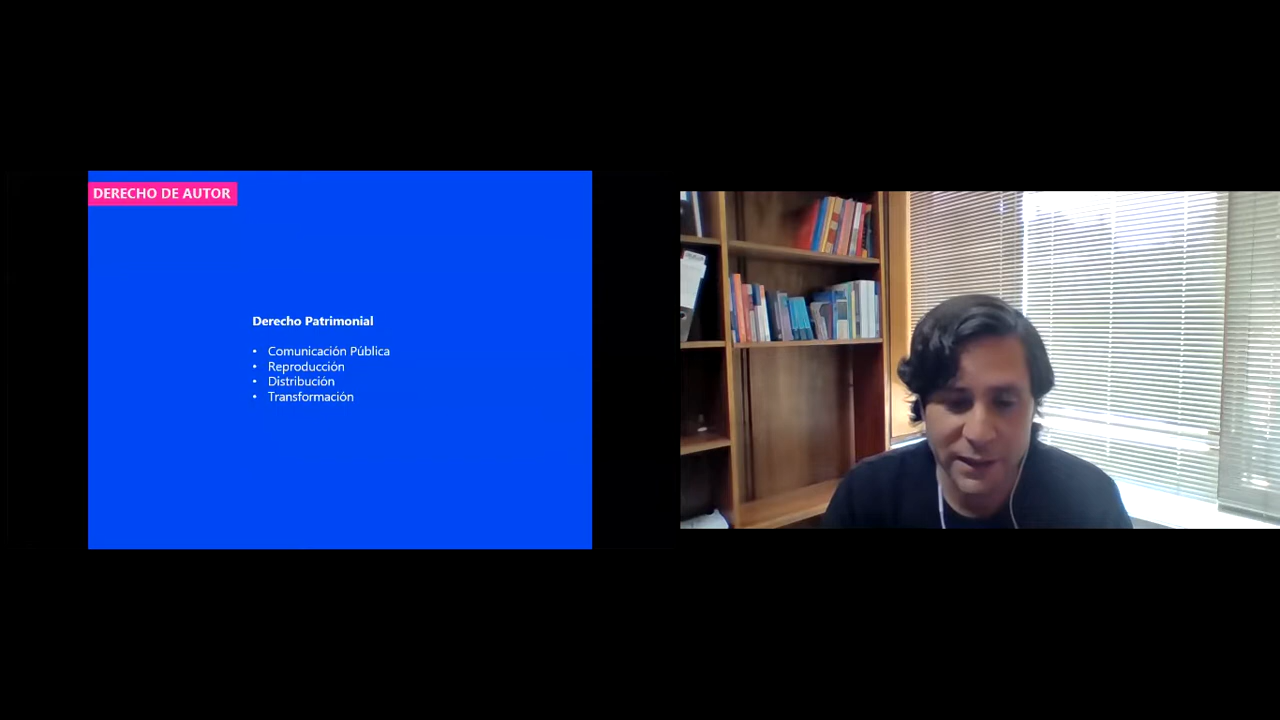 DERECHO DE AUTOR
Derecho Patrimonial
• Comunicación Pública
• Reproducción
• Distribución
• Transformación